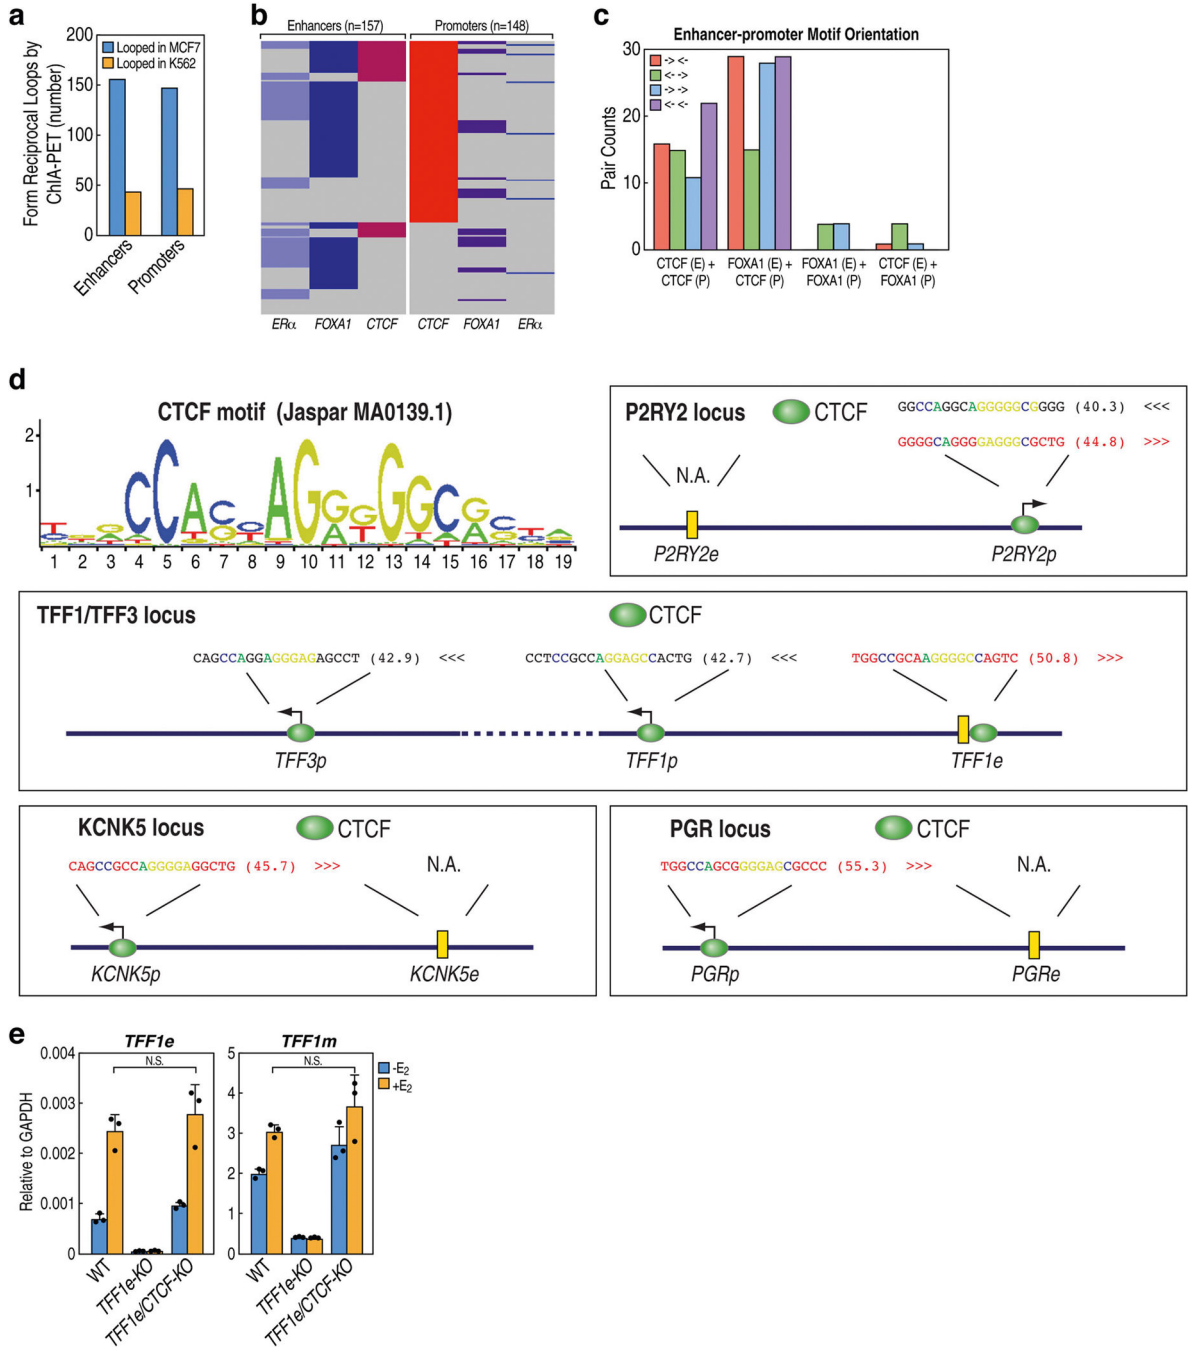 a
Form Reciprocal Loops by
ChIA-PET (number)
200
150
100
50
0
Looped in MCF7
Looped in K562
Enhancers
Promoters
b
Enhancers (n=157)
Promoters (n=148)
ERα
FOXA1
CTCF
CTCF
FOXA1
ERα
c
Enhancer-promoter Motif Orientation
Pair Counts
30
20
10
0
-> <-
<- ->
-> ->
<- <-
CTCF (E) +
CTCF (P)
FOXA1 (E) +
CTCF (P)
FOXA1 (E) +
FOXA1 (P)
CTCF (E) +
FOXA1 (P)
d
CTCF motif (Jaspar MA0139.1)
2
1
1 2 3 4 5 6 7 8 9 10 11 12 13 14 15 16 17 18 19
P2RY2 locus
CTCF
GGCCAGGCAGGGGGCGGGG (40.3) <<<
GGGGCAGGGGAGGGCGCTG (44.8) >>>
N.A.
P2RY2e
P2RY2p
TFF1/TFF3 locus
CTCF
CAGCCAGGAGGGAGAGCCT (42.9) <<<
CCTCCGCCAGGAGCCACTG (42.7) <<<
TGGCCGCAAGGGGCCAGTC (50.8) >>>
TFF3p
TFF1p
TFF1e
KCNK5 locus
CTCF
CAGCCGCCAGGGGAGGCTG (45.7) >>>
N.A.
KCNK5p
KCNK5e
PGR locus
CTCF
TGGCCAGCGGGGAGCGCCC (55.3) >>>
N.A.
PGRp
PGRe
e
Relative to GAPDH
TFF1e
0.004
0.003
0.002
0.001
0
N.S.
WT
TFF1e-KO
TFF1e/CTCF-KO
TFF1m
5
4
3
2
1
0
N.S.
WT
TFF1e-KO
TFF1e/CTCF-KO
-E2
+E2